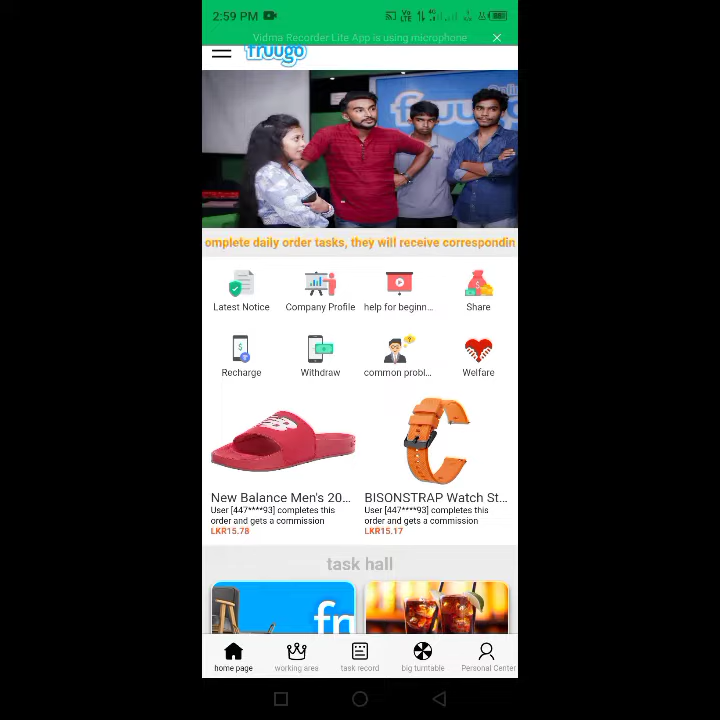 2:59 PM
Vo
LTE
4G
Vidma Recorder Lite App is using microphone
fruugo
omplete daily order tasks, they will receive correspondin
Latest Notice
Company Profile
help for beginn...
Share
Recharge
Withdraw
common probl...
Welfare
New Balance Men's 20...
User [447****93] completes this
order and gets a commission
LKR15.78
BISONSTRAP Watch St...
User [447****93] completes this
order and gets a commission
LKR15.17
task hall
home page
working area
task record
big turntable
Personal Center